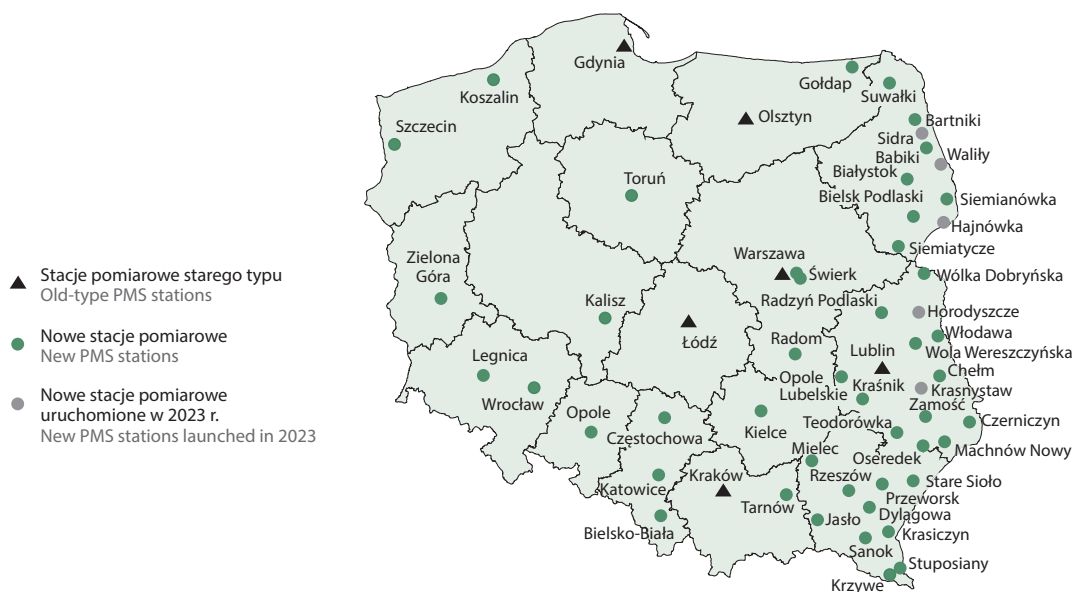 Gdynia
Koszalin
Gołdap
Suwałki
Szczecin
Olsztyn
Bartniki
Sidra
Babiki
Waliły
Białystok
Toruń
Bielsk Podlaski
Siemianówka
Hajnówka
Siemiatycze
Zielona
Góra
Warszawa
Świerk
Wólka Dobryńska
Radzyń Podlaski
Kalisz
Horodyszcze
Łódź
Radom
Włodawa
Lublin
Wola Wereszczyńska
Legnica
Chełm
Opole
Lubelskie
Kraśnik
Krasnystaw
Wrocław
Zamość
Opole
Częstochowa
Kielce
Teodorówka
Czerniczyn
Mielec
Oseredek
Machnów Nowy
Katowice
Kraków
Rzeszów
Stare Sioło
Tarnów
Przeworsk
Dylągowa
Bielsko-Biała
Jasło
Krasiczyn
Sanok
Stuposiany
Krzywe
Stacje pomiarowe starego typu
Old-type PMS stations
Nowe stacje pomiarowe
New PMS stations
Nowe stacje pomiarowe
uruchomione w 2023 r.
New PMS stations launched in 2023